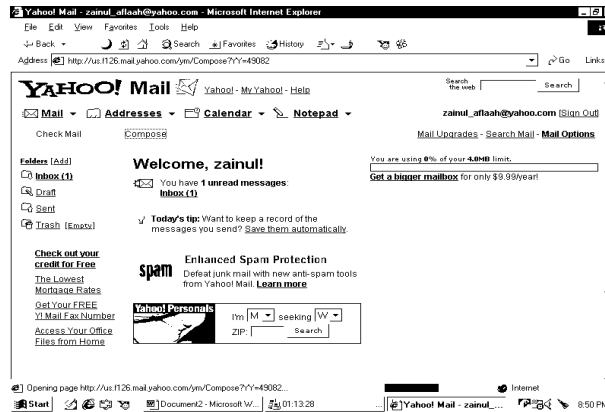 Yahoo! Mail - zainul_aflaah@yahoo.com - Microsoft Internet Explorer
File Edit View Favorites Tools Help
Back Search Favorites History
Address http://us.f126.mail.yahoo.com/ym/Compose?YY=49082 Go Links
YAHOO! Mail Yahoo! - My Yahoo! - Help
Search the web Search
Mail Addresses Calendar Notepad zainul_aflaah@yahoo.com [Sign Out]
Check Mail Compose Mail Upgrades - Search Mail - Mail Options
Folders [Add]
Inbox (1)
Draft
Sent
Trash [Empty]
Check out your
credit for Free
The Lowest
Mortgage Rates
Get Your FREE
Y! Mail Fax Number
Access Your Office
Files from Home
Welcome, zainul!
You have 1 unread messages:
Inbox (1)
Today's tip: Want to keep a record of the
messages you send? Save them automatically.
spam
Enhanced Spam Protection
Defeat junk mail with new anti-spam tools
from Yahoo! Mail. Learn more
Yahoo! Personals
I'm M seeking W
ZIP: Search
You are using 0% of your 4.0MB limit.
Get a bigger mailbox for only $9.99/year!
Opening page http://us.f126.mail.yahoo.com/ym/Compose?YY=49082... Internet
Start Document2 - Microsoft W... 01:13:28 ... Yahoo! Mail - zainul_... 8:50 PM